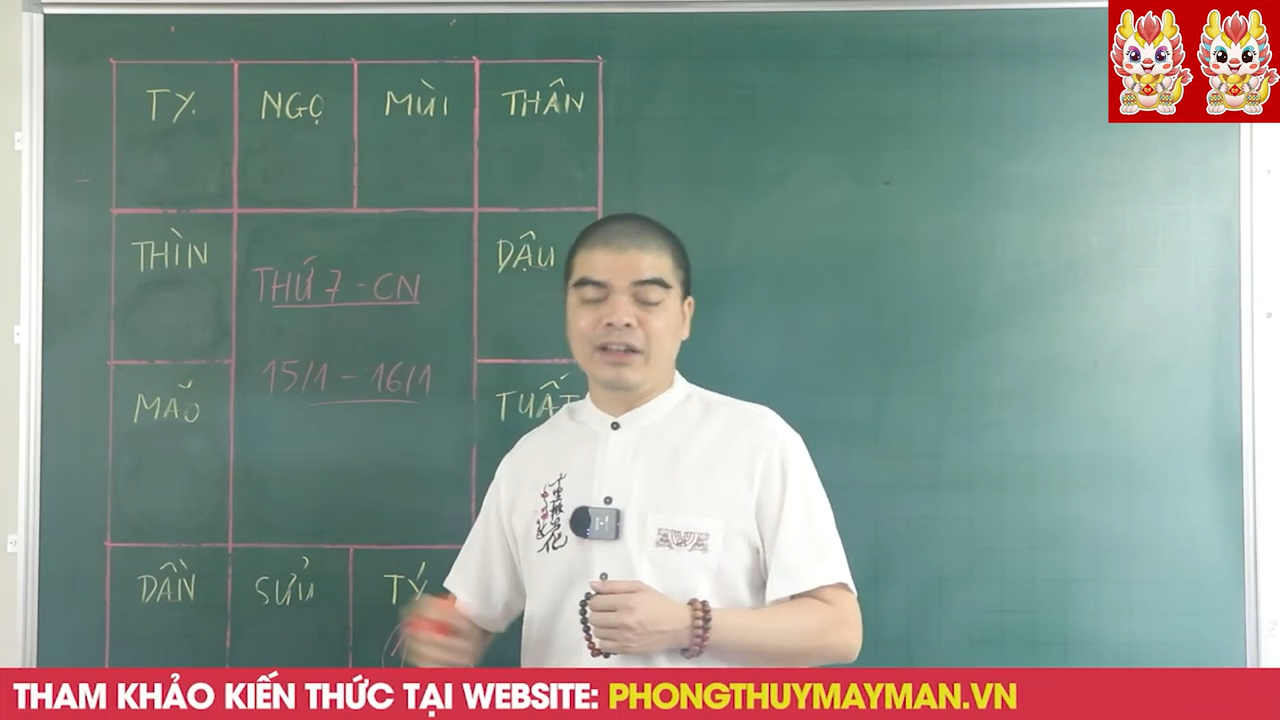 TỴ
NGỌ
MÙI
THÂN
THÌN
THỨ 7 - CN
DẬU
15/1 - 16/1
MÃO
TUẤT
DẦN
SỬU
TÝ
THAM KHẢO KIẾN THỨC TẠI WEBSITE: PHONGTHUYMAYMAN.VN